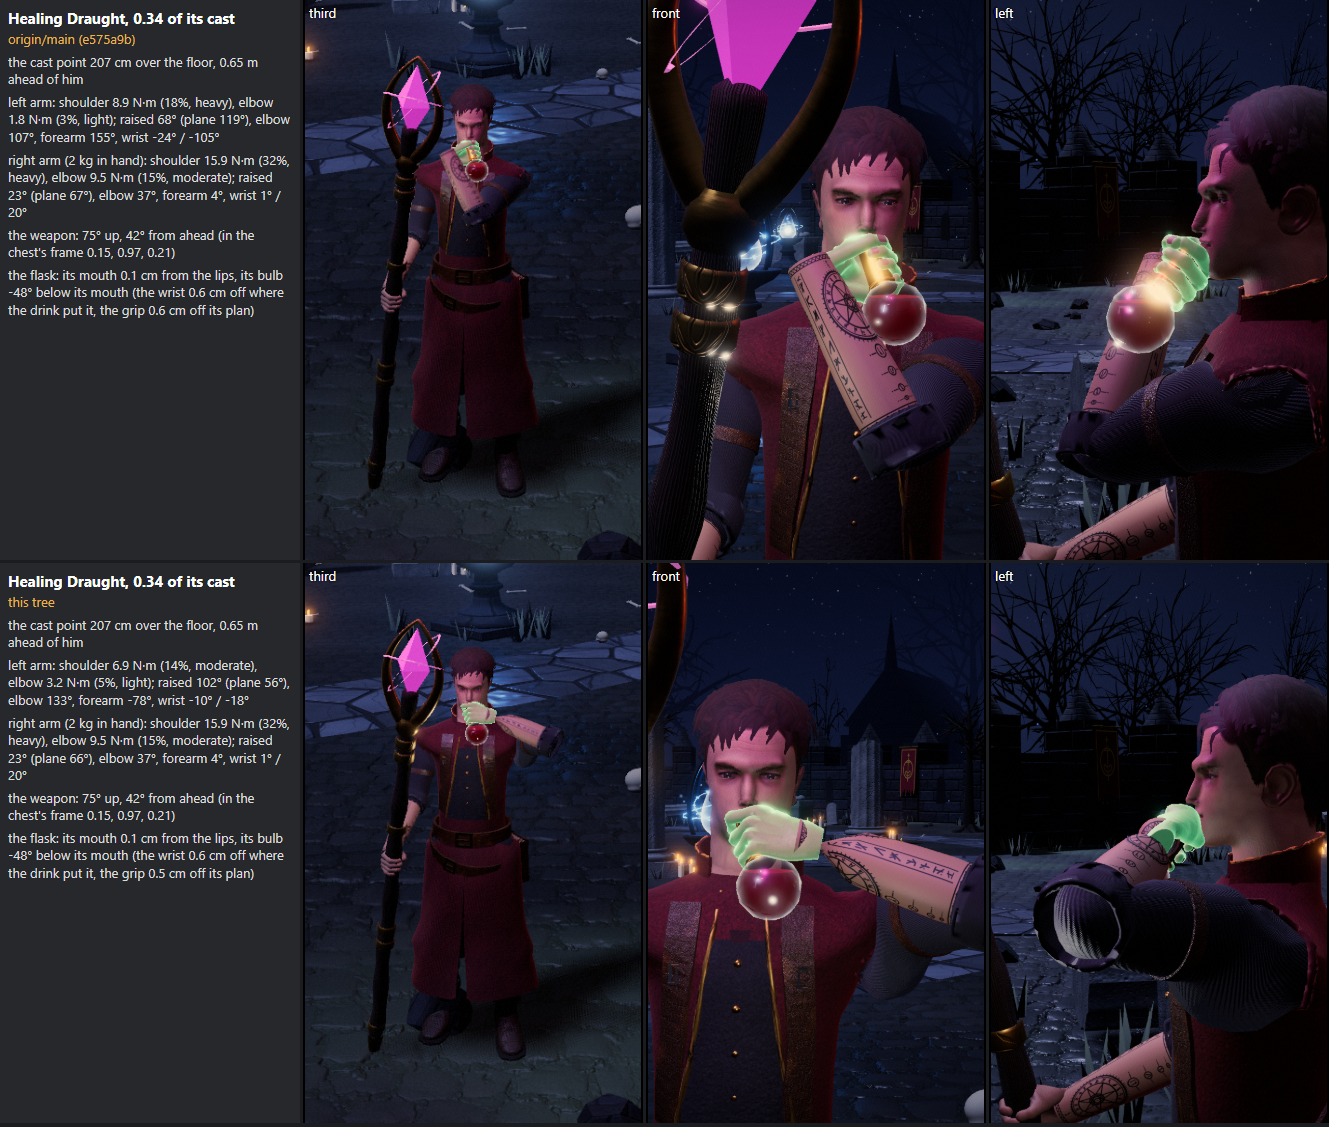 Healing Draught, 0.34 of its cast
origin/main (e575a9b)
the cast point 207 cm over the floor, 0.65 m
ahead of him
left arm: shoulder 8.9 N·m (18%, heavy), elbow
1.8 N·m (3%, light); raised 68° (plane 119°), elbow
107°, forearm 155°, wrist -24° / -105°
right arm (2 kg in hand): shoulder 15.9 N·m (32%,
heavy), elbow 9.5 N·m (15%, moderate); raised
23° (plane 67°), elbow 37°, forearm 4°, wrist 1° /
20°
the weapon: 75° up, 42° from ahead (in the
chest's frame 0.15, 0.97, 0.21)
the flask: its mouth 0.1 cm from the lips, its bulb
-48° below its mouth (the wrist 0.6 cm off where
the drink put it, the grip 0.6 cm off its plan)
third
front
left
Healing Draught, 0.34 of its cast
this tree
the cast point 207 cm over the floor, 0.65 m
ahead of him
left arm: shoulder 6.9 N·m (14%, moderate),
elbow 3.2 N·m (5%, light); raised 102° (plane 56°),
elbow 133°, forearm -78°, wrist -10° / -18°
right arm (2 kg in hand): shoulder 15.9 N·m (32%,
heavy), elbow 9.5 N·m (15%, moderate); raised
23° (plane 66°), elbow 37°, forearm 4°, wrist 1° /
20°
the weapon: 75° up, 42° from ahead (in the
chest's frame 0.15, 0.97, 0.21)
the flask: its mouth 0.1 cm from the lips, its bulb
-48° below its mouth (the wrist 0.6 cm off where
the drink put it, the grip 0.5 cm off its plan)
third
front
left